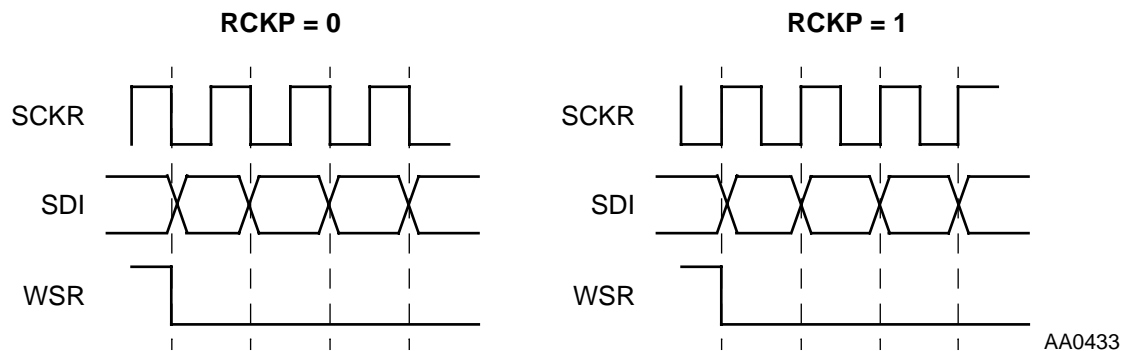 RCKP = 0
SCKR
SDI
WSR
RCKP = 1
SCKR
SDI
WSR
AA0433